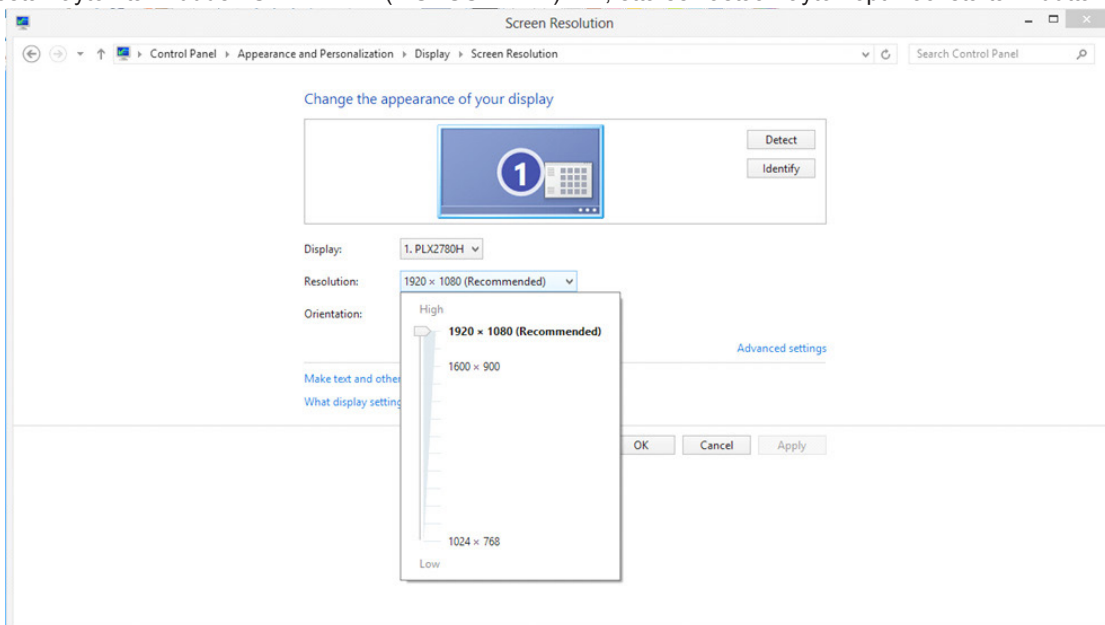 Screen Resolution
Control Panel Appearance and Personalization Display Screen Resolution
Search Control Panel
Change the appearance of your display
1
Detect
Identify
Display: 1. PLX2780H
Resolution: 1920 × 1080 (Recommended)
Orientation:
High
1920 × 1080 (Recommended)
1600 × 900
1024 × 768
Low
Advanced settings
Make text and other
What display setting
OK Cancel Apply